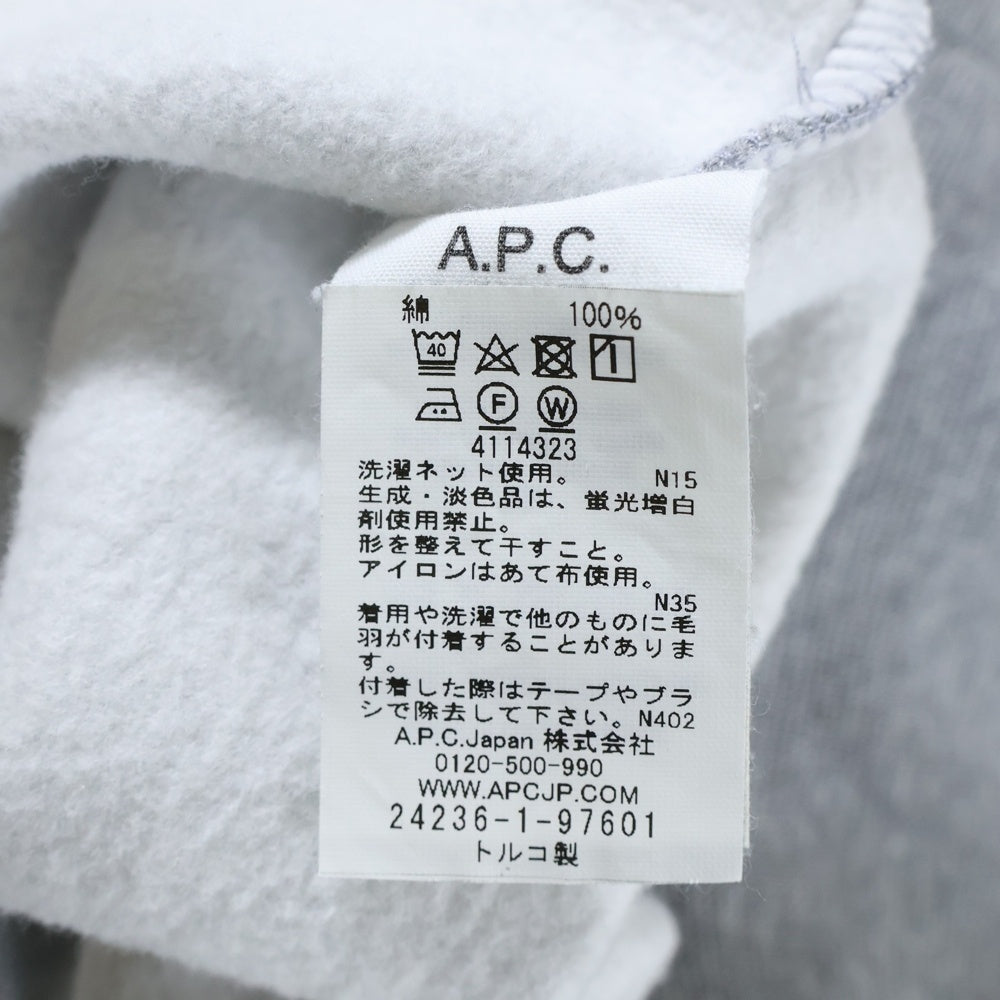 A.P.C.
綿 100%
40
F W
4114323
洗濯ネット使用。 N15
生成・淡色品は、蛍光増白
剤使用禁止。
形を整えて干すこと。
アイロンはあて布使用。
N35
着用や洗濯で他のものに毛
羽が付着することがありま
す。
付着した際はテープやブラ
シで除去して下さい。N402
A.P.C.Japan 株式会社
0120-500-990
WWW.APCJP.COM
24236-1-97601
トルコ製